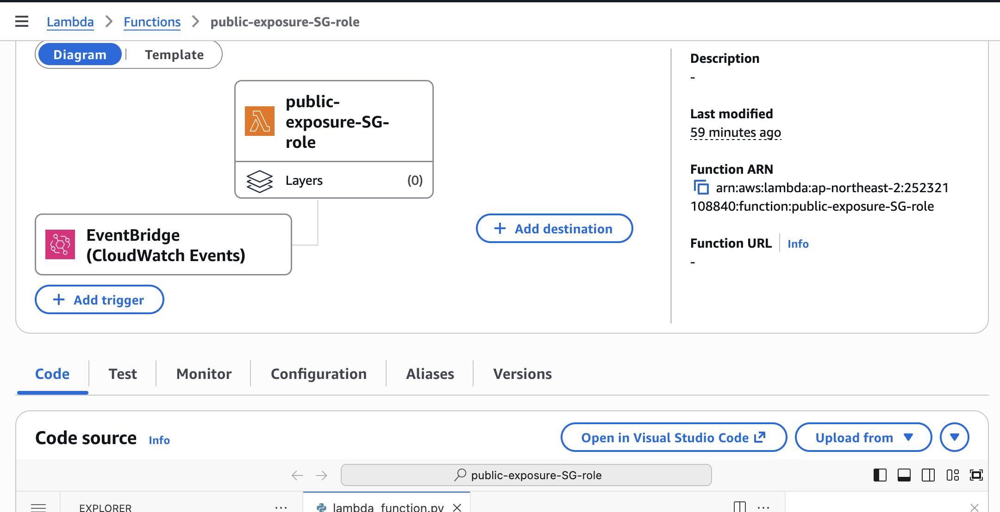 Lambda > Functions > public-exposure-SG-role
Diagram | Template
public-
exposure-SG-
role
Layers (0)
EventBridge
(CloudWatch Events)
+ Add destination
+ Add trigger
Description
-
Last modified
59 minutes ago
Function ARN
arn:aws:lambda:ap-northeast-2:252321
108840:function:public-exposure-SG-role
Function URL | Info
-
Code
Test
Monitor
Configuration
Aliases
Versions
Code source Info
Open in Visual Studio Code
Upload from
public-exposure-SG-role
EXPLORER ...
lambda_function.py
...